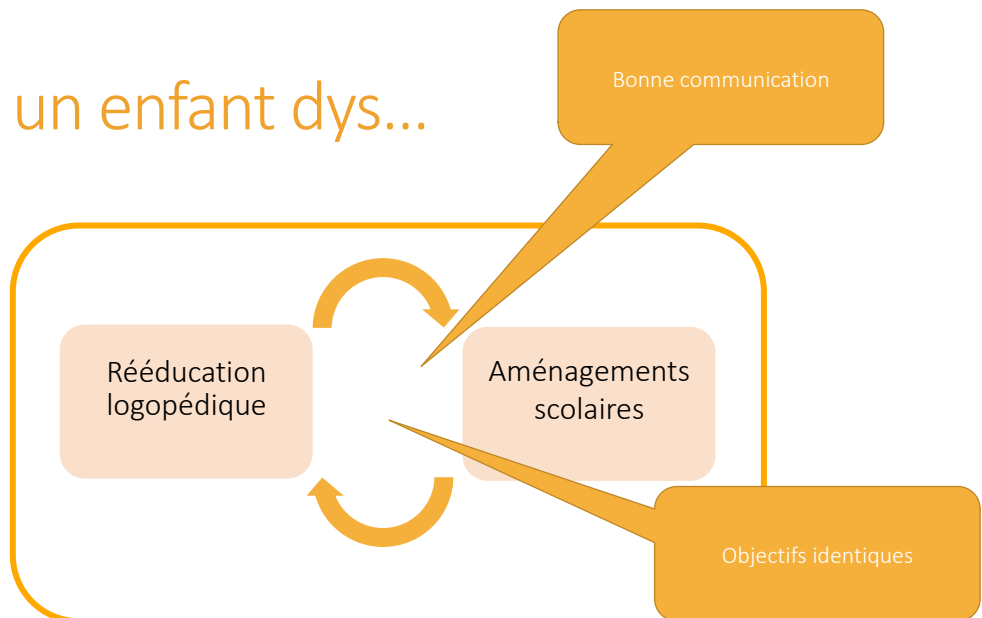 Bonne communication
un enfant dys...
Rééducation
logopédique
Aménagements
scolaires
Objectifs identiques